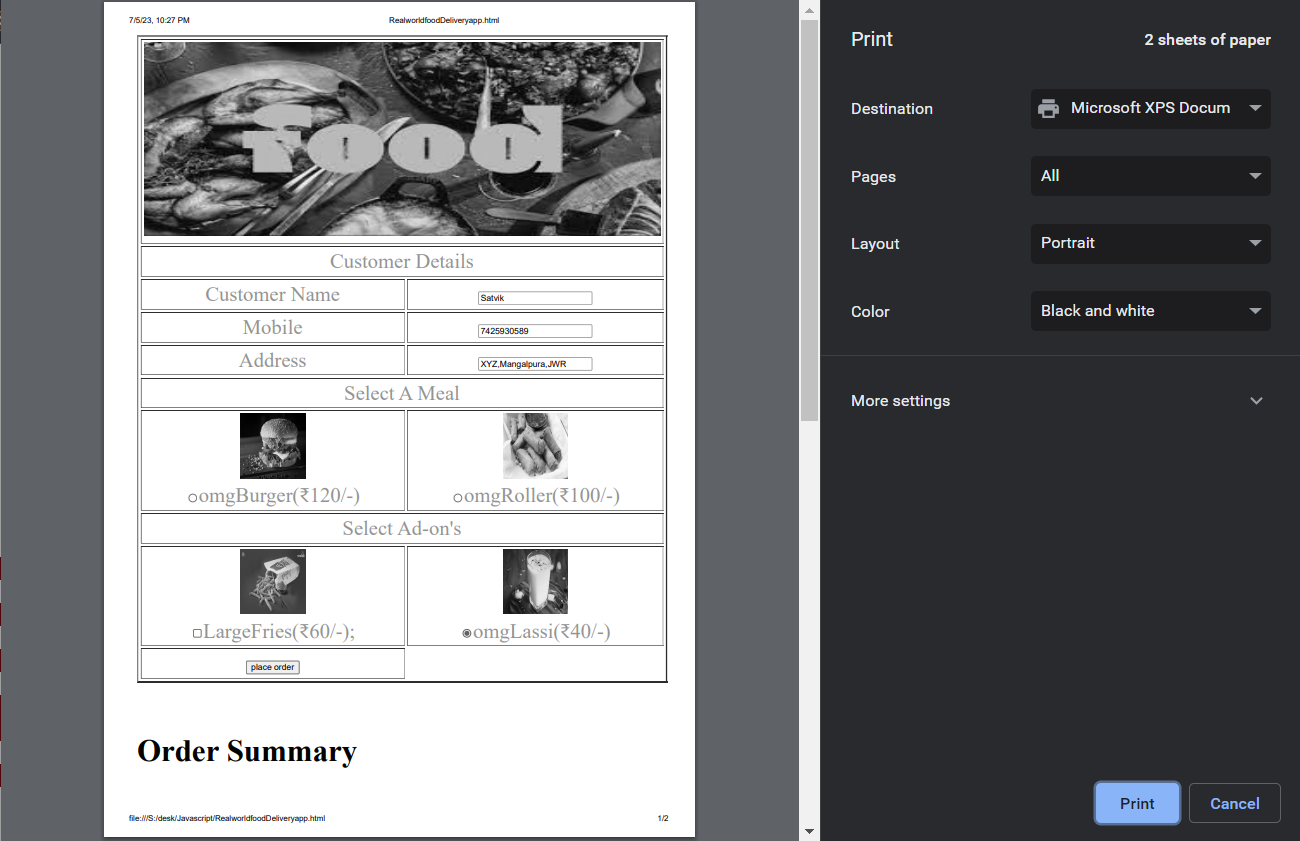 7/5/23, 10:27 PM RealworldfoodDeliveryapp.html
food
Customer Details
Customer Name Satvik
Mobile 7425930589
Address XYZ,Mangalpura,JWR
Select A Meal
omgBurger(₹120/-) omgRoller(₹100/-)
Select Ad-on's
LargeFries(₹60/-); omgLassi(₹40/-)
place order
Order Summary
file:///S:/desk/Javascript/RealworldfoodDeliveryapp.html 1/2
Print 2 sheets of paper
Destination Microsoft XPS Docum
Pages All
Layout Portrait
Color Black and white
More settings
Print Cancel